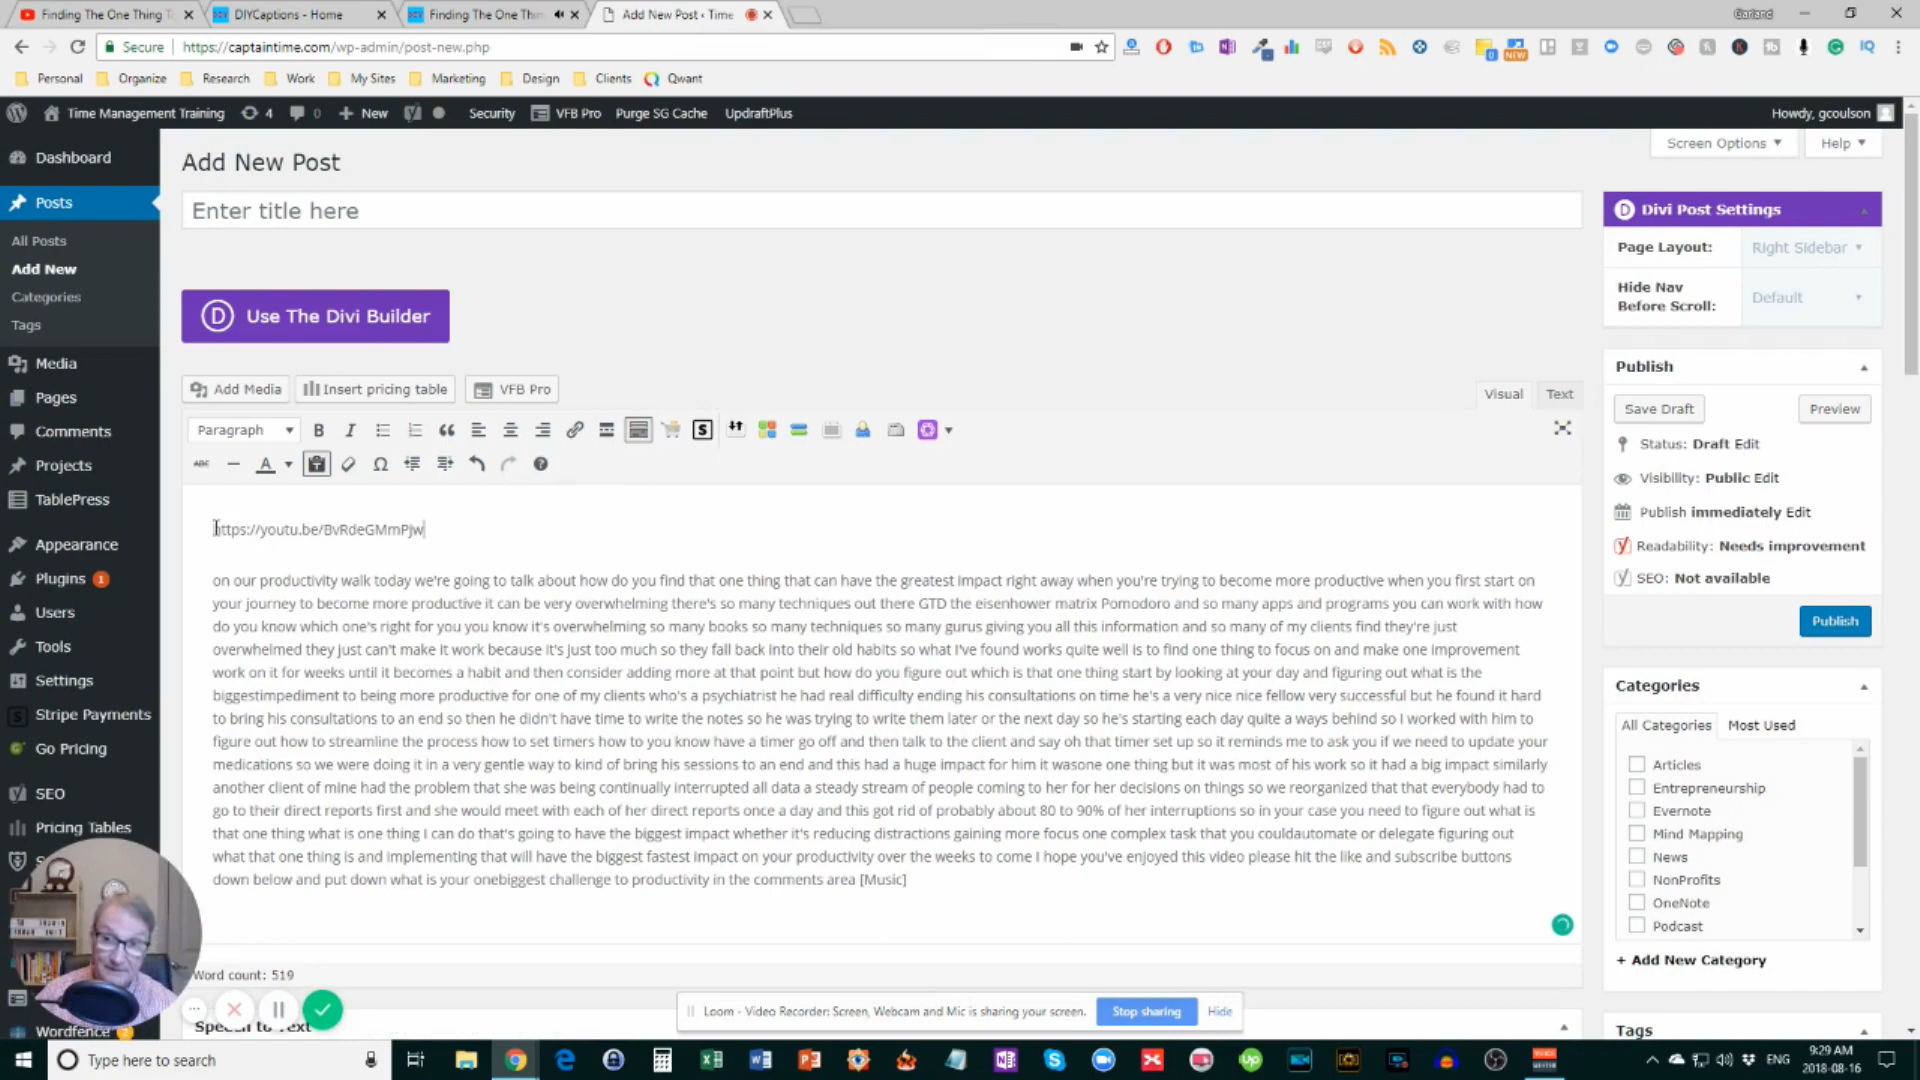 Finding The One Thing T
DIYCaptions - Home
Finding The One Thin
Add New Post ‹ Time
Garland
Secure https://captaintime.com/wp-admin/post-new.php
Personal Organize Research Work My Sites Marketing Design Clients Qwant
Time Management Training 4 0 New Security VFB Pro Purge SG Cache UpdraftPlus Howdy, gcoulson
Screen Options Help
Dashboard
Posts
All Posts
Add New
Categories
Tags
Media
Pages
Comments
Projects
TablePress
Appearance
Plugins 1
Users
Tools
Settings
Stripe Payments
Go Pricing
SEO
Pricing Tables
Wordfence
Add New Post
Enter title here
Use The Divi Builder
Add Media Insert pricing table VFB Pro
Visual Text
Paragraph
https://youtu.be/BvRdeGMmPJw
on our productivity walk today we're going to talk about how do you find that one thing that can have the greatest impact right away when you're trying to become more productive when you first start on
your journey to become more productive it can be very overwhelming there's so many techniques out there GTD the eisenhower matrix Pomodoro and so many apps and programs you can work with how
do you know which one's right for you you know it's overwhelming so many books so many techniques so many gurus giving you all this information and so many of my clients find they're just
overwhelmed they just can't make it work because it's just too much so they fall back into their old habits so what I've found works quite well is to find one thing to focus on and make one improvement
work on it for weeks until it becomes a habit and then consider adding more at that point but how do you figure out which is that one thing start by looking at your day and figuring out what is the
biggestimpediment to being more productive for one of my clients who's a psychiatrist he had real difficulty ending his consultations on time he's a very nice nice fellow very successful but he found it hard
to bring his consultations to an end so then he didn't have time to write the notes so he was trying to write them later or the next day so he's starting each day quite a ways behind so I worked with him to
figure out how to streamline the process how to set timers how to you know have a timer go off and then talk to the client and say oh that timer set up so it reminds me to ask you if we need to update your
medications so we were doing it in a very gentle way to kind of bring his sessions to an end and this had a huge impact for him it wasone one thing but it was most of his work so it had a big impact similarly
another client of mine had the problem that she was being continually interrupted all data a steady stream of people coming to her for her decisions on things so we reorganized that that everybody had to
go to their direct reports first and she would meet with each of her direct reports once a day and this got rid of probably about 80 to 90% of her interruptions so in your case you need to figure out what is
that one thing what is one thing I can do that's going to have the biggest impact whether it's reducing distractions gaining more focus one complex task that you couldautomate or delegate figuring out
what that one thing is and implementing that will have the biggest fastest impact on your productivity over the weeks to come I hope you've enjoyed this video please hit the like and subscribe buttons
down below and put down what is your onebiggest challenge to productivity in the comments area [Music]
Word count: 519
Speech to Text
Loom - Video Recorder: Screen, Webcam and Mic is sharing your screen. Stop sharing Hide
Divi Post Settings
Page Layout: Right Sidebar
Hide Nav
Before Scroll: Default
Publish
Save Draft Preview
Status: Draft Edit
Visibility: Public Edit
Publish immediately Edit
Readability: Needs improvement
SEO: Not available
Publish
Categories
All Categories Most Used
Articles
Entrepreneurship
Evernote
Mind Mapping
News
NonProfits
OneNote
Podcast
+ Add New Category
Tags
Type here to search
ENG
9:29 AM
2018-08-16